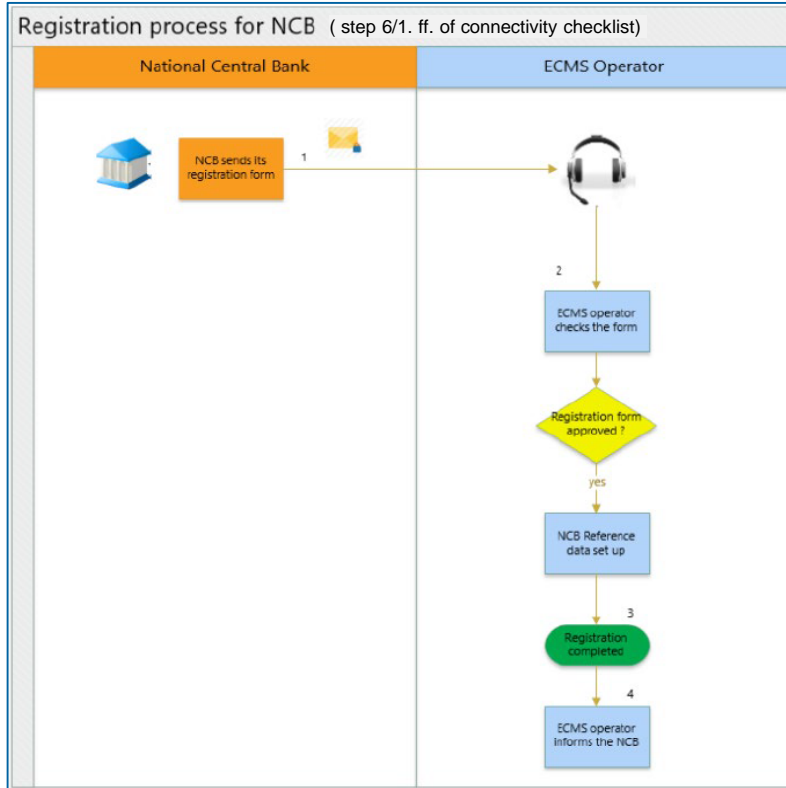 Registration process for NCB ( step 6/1. ff. of connectivity checklist)
National Central Bank
ECMS Operator
NCB sends its
registration form
1
2
ECMS operator
checks the form
Registration form
approved ?
yes
NCB Reference
data set up
3
Registration
completed
4
ECMS operator
informs the NCB